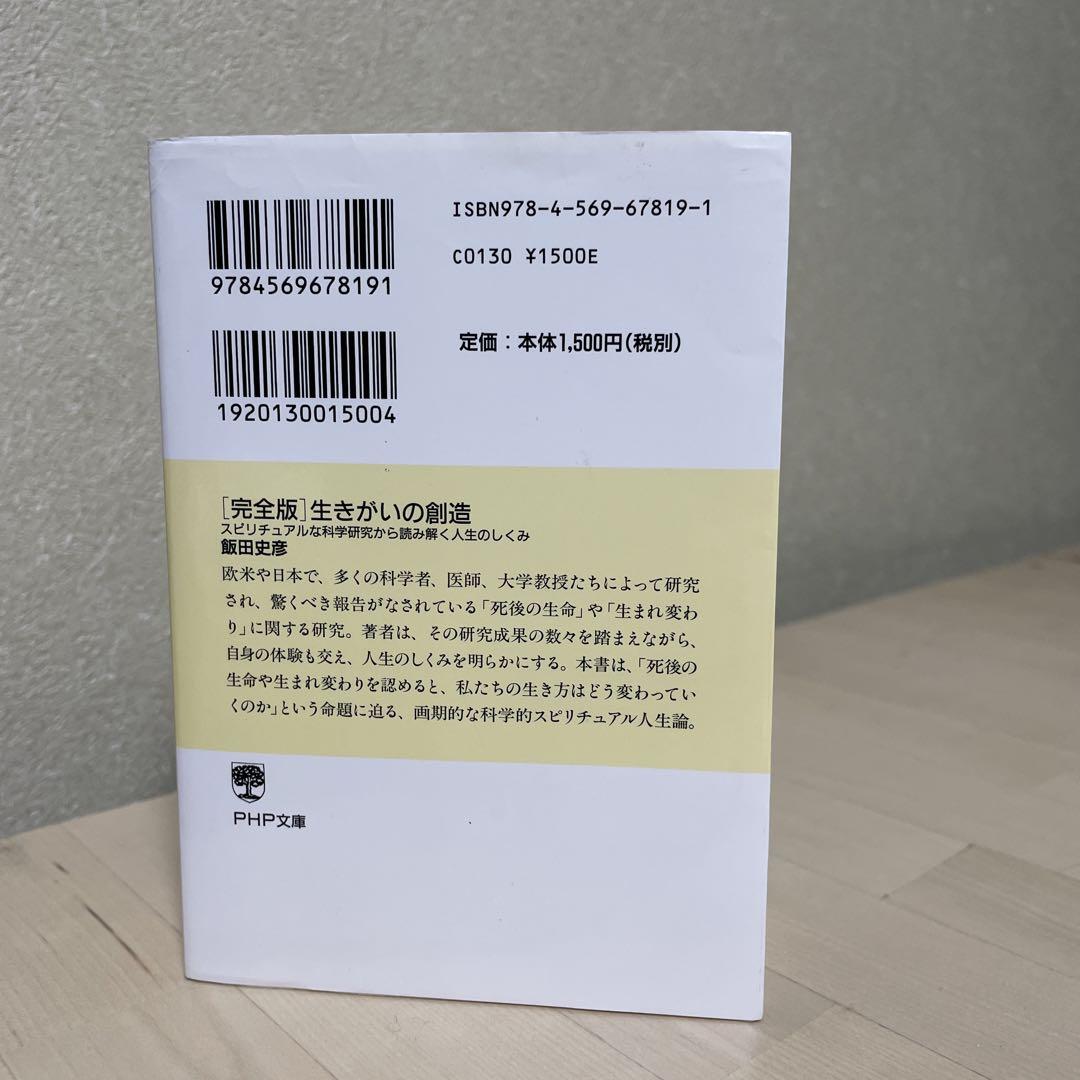 ISBN978-4-569-67819-1
9784569678191
C0130 ¥1500E
1920130015004
定価：本体1,500円(税別)
[完全版]生きがいの創造
スピリチュアルな科学研究から読み解く人生のしくみ
飯田史彦
欧米や日本で、多くの科学者、医師、大学教授たちによって研究
され、驚くべき報告がなされている「死後の生命」や「生まれ変わ
り」に関する研究。著者は、その研究成果の数々を踏まえながら、
自身の体験も交え、人生のしくみを明らかにする。本書は、「死後の
生命や生まれ変わりを認めると、私たちの生き方はどう変わってい
くのか」という命題に迫る、画期的な科学的スピリチュアル人生論。
PHP文庫